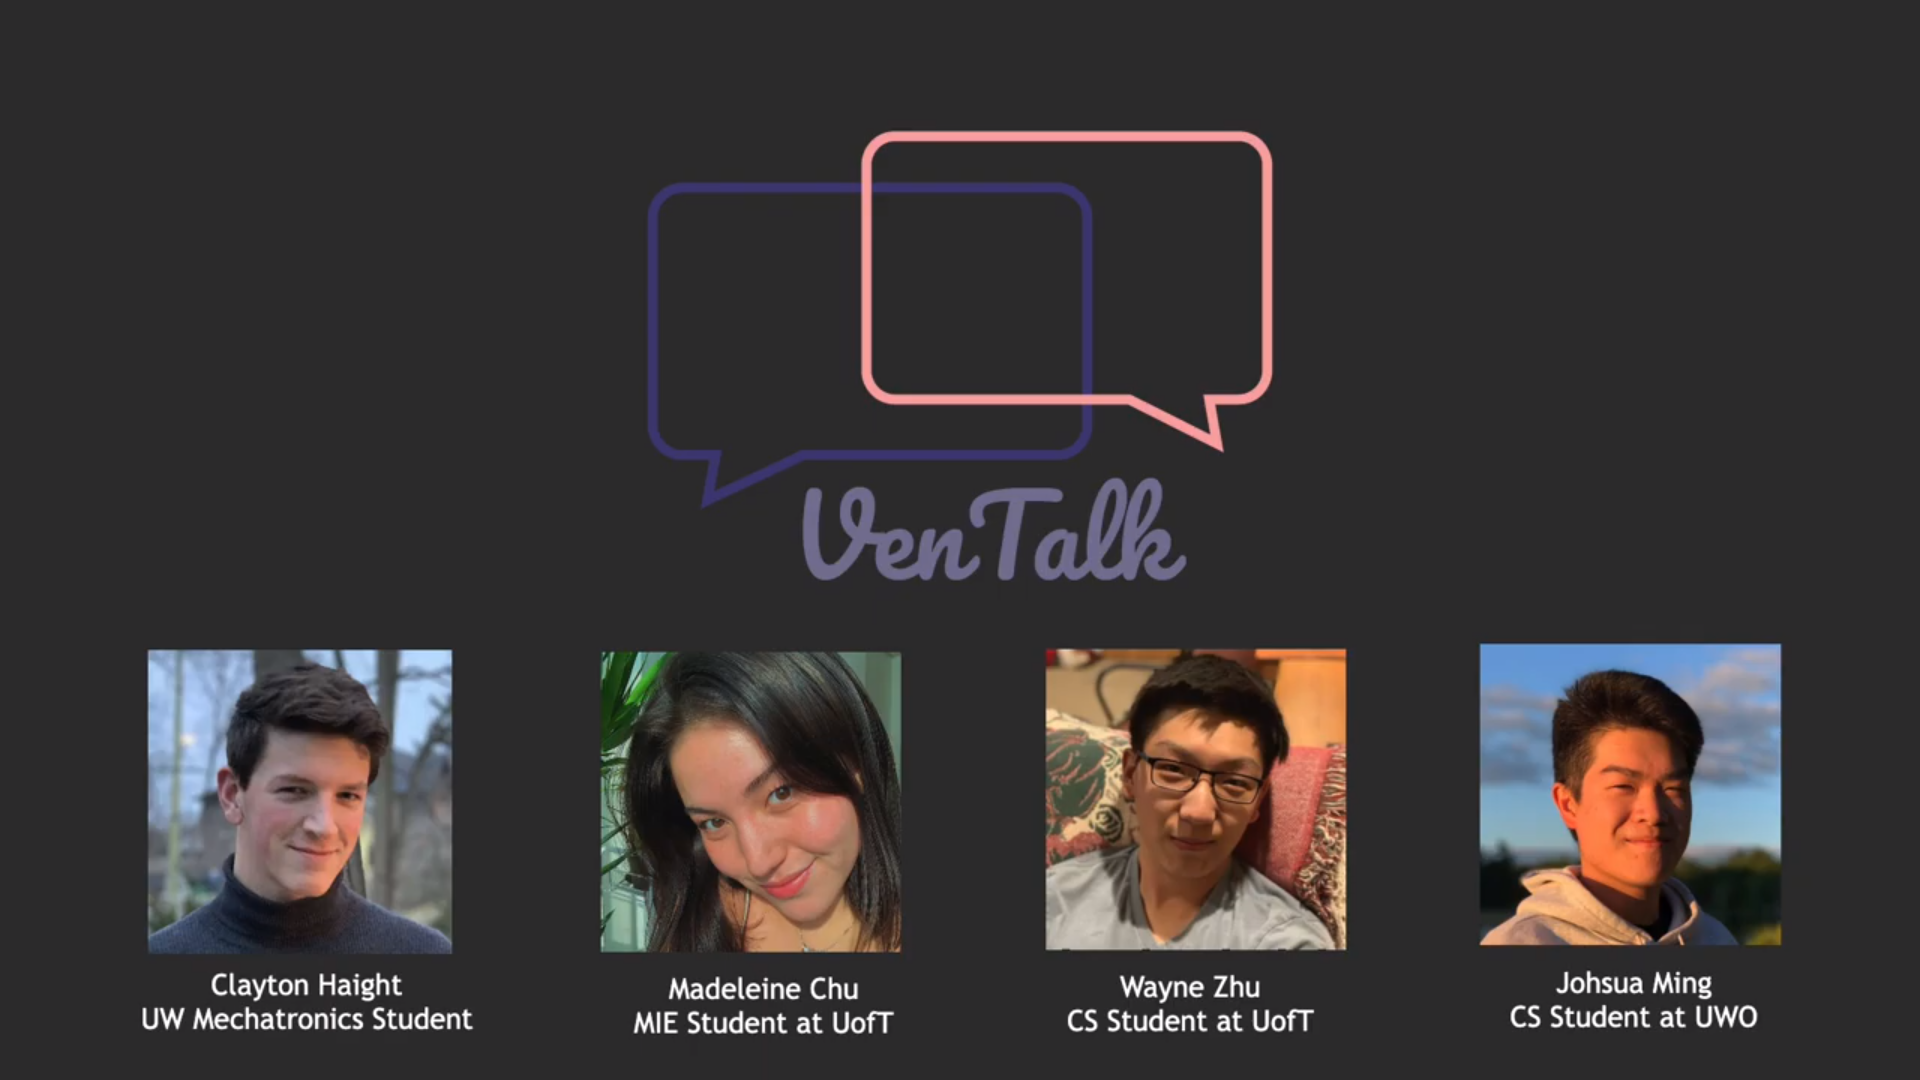 VenTalk
Clayton Haight
UW Mechatronics Student
Madeleine Chu
MIE Student at UofT
Wayne Zhu
CS Student at UofT
Johsua Ming
CS Student at UWO